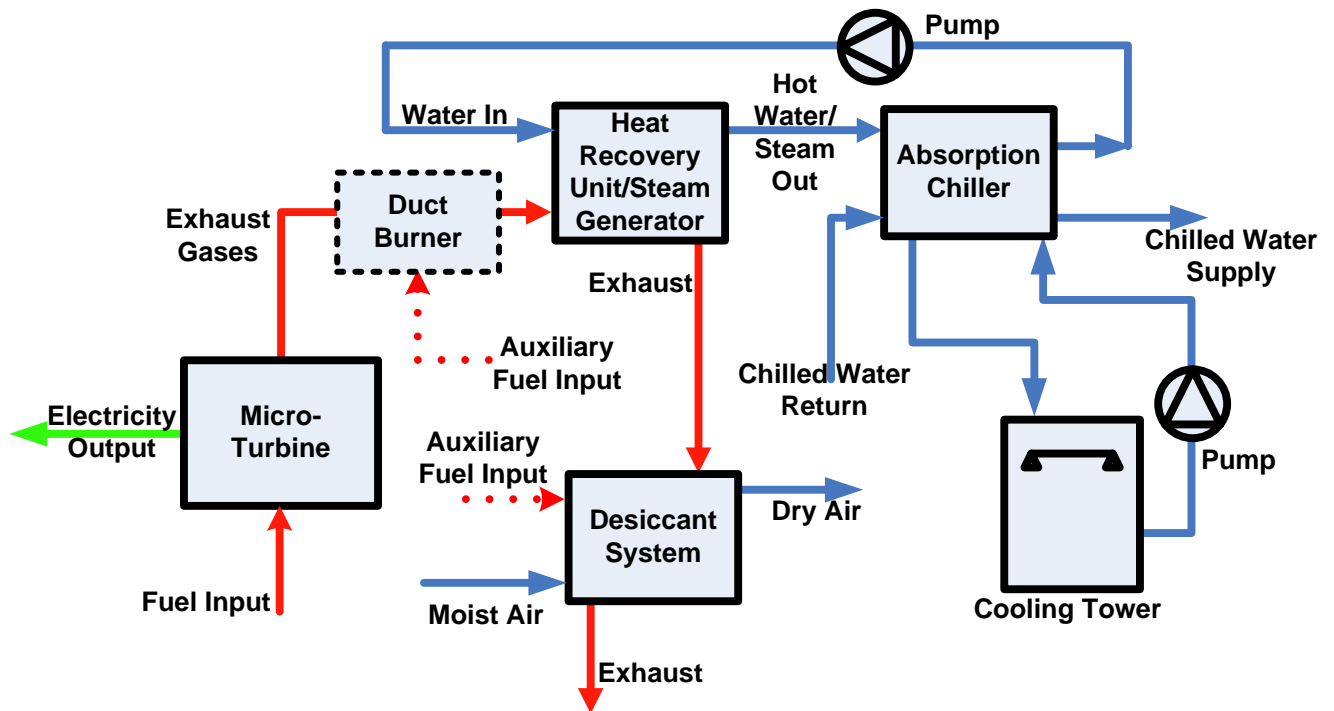 Pump
Water In
Hot
Water/
Steam
Out
Heat
Recovery
Unit/Steam
Generator
Absorption
Chiller
Duct
Burner
Exhaust
Gases
Chilled Water
Supply
Exhaust
Auxiliary
Fuel Input
Chilled Water
Return
Electricity
Output
Micro-
Turbine
Auxiliary
Fuel Input
Pump
Dry Air
Desiccant
System
Fuel Input
Moist Air
Cooling Tower
Exhaust